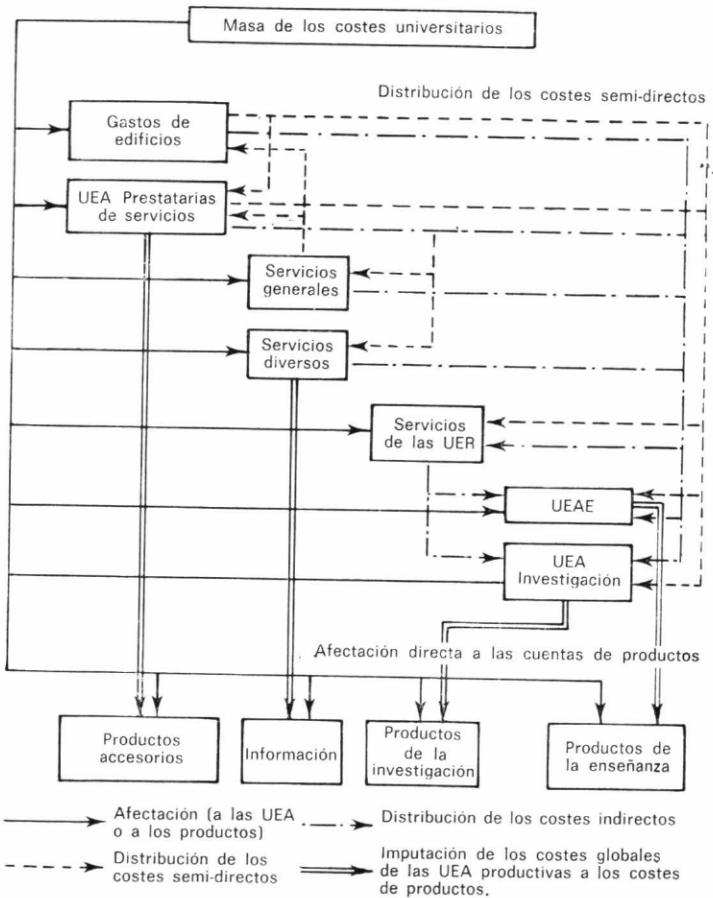 Masa de los costes universitarios
Distribución de los costes semi-directos
Gastos de
edificios
UEA Prestatarias
de servicios
Servicios
generales
Servicios
diversos
Servicios
de las UER
UEAE
UEA
Investigación
Afectación directa a las cuentas de productos
Productos
accesorios
Información
Productos
de la
investigación
Productos de
la enseñanza
Afectación (a las UEA
o a los productos)
Distribución de los costes indirectos
Distribución de los
costes semi-directos
Imputación de los costes globales
de las UEA productivas a los costes
de productos.